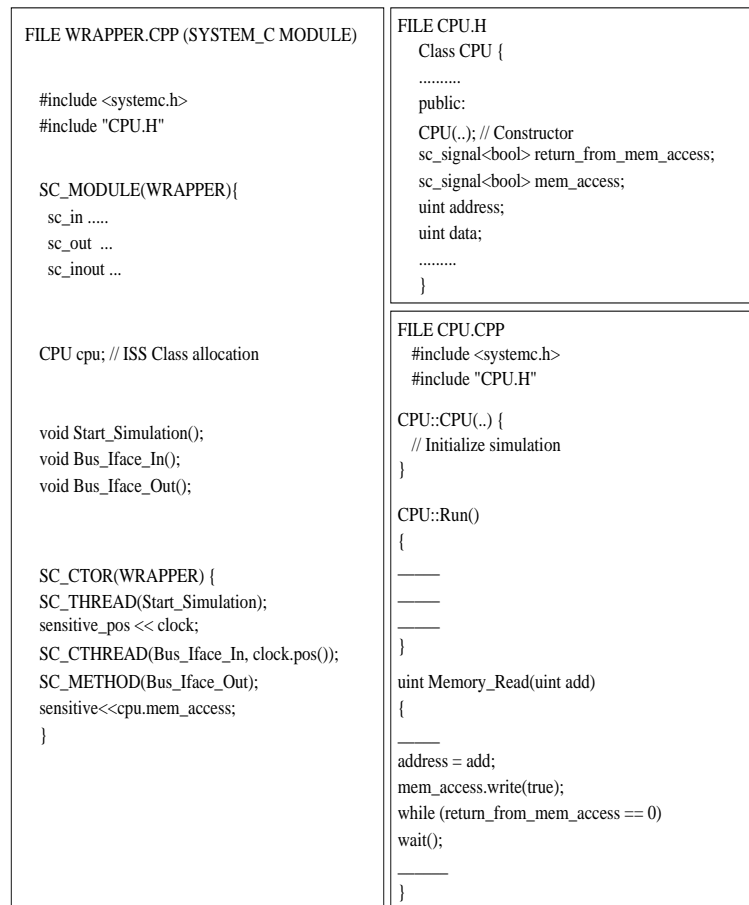 FILE WRAPPER.CPP (SYSTEM_C MODULE)
#include <systemc.h>
#include "CPU.H"
SC_MODULE(WRAPPER){
sc_in .....
sc_out ...
sc_inout ...
CPU cpu; // ISS Class allocation
void Start_Simulation();
void Bus_Iface_In();
void Bus_Iface_Out();
SC_CTOR(WRAPPER) {
SC_THREAD(Start_Simulation);
sensitive_pos << clock;
SC_CTHREAD(Bus_Iface_In, clock.pos());
SC_METHOD(Bus_Iface_Out);
sensitive<<cpu.mem_access;
}
FILE CPU.H
Class CPU {
..........
public:
CPU(..); // Constructor
sc_signal<bool> return_from_mem_access;
sc_signal<bool> mem_access;
uint address;
uint data;
.........
}
FILE CPU.CPP
#include <systemc.h>
#include "CPU.H"
CPU::CPU(..) {
// Initialize simulation
}
CPU::Run()
{
_____
_____
_____
}
uint Memory_Read(uint add)
{
_____
address = add;
mem_access.write(true);
while (return_from_mem_access == 0)
wait();
______
}